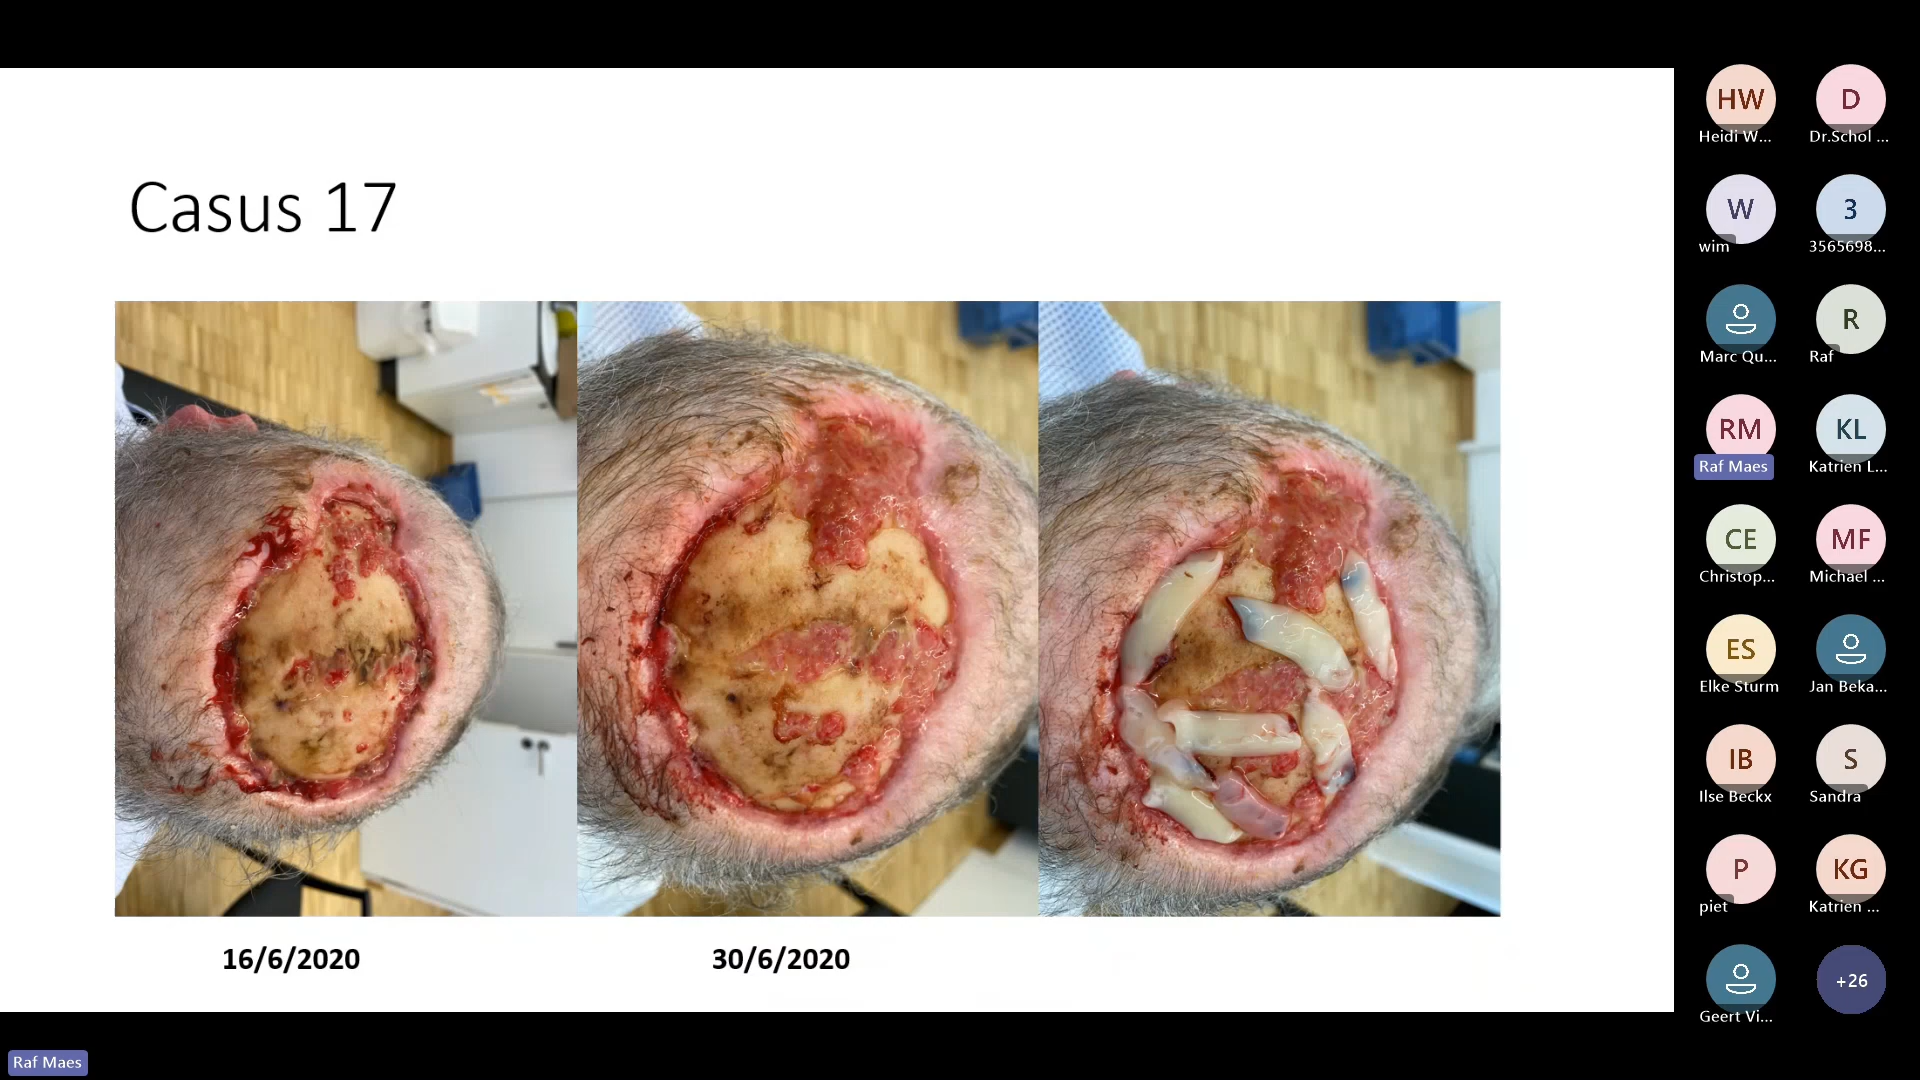 Casus 17
16/6/2020
30/6/2020
HW
Heidi W...
D
Dr.Schol ...
W
wim
3
3565698...
Marc Qu...
R
Raf
RM
Raf Maes
KL
Katrien L...
CE
Christop...
MF
Michael ...
ES
Elke Sturm
Jan Beka...
IB
Ilse Beckx
S
Sandra
P
piet
KG
Katrien ...
Geert Vi...
+26
Raf Maes